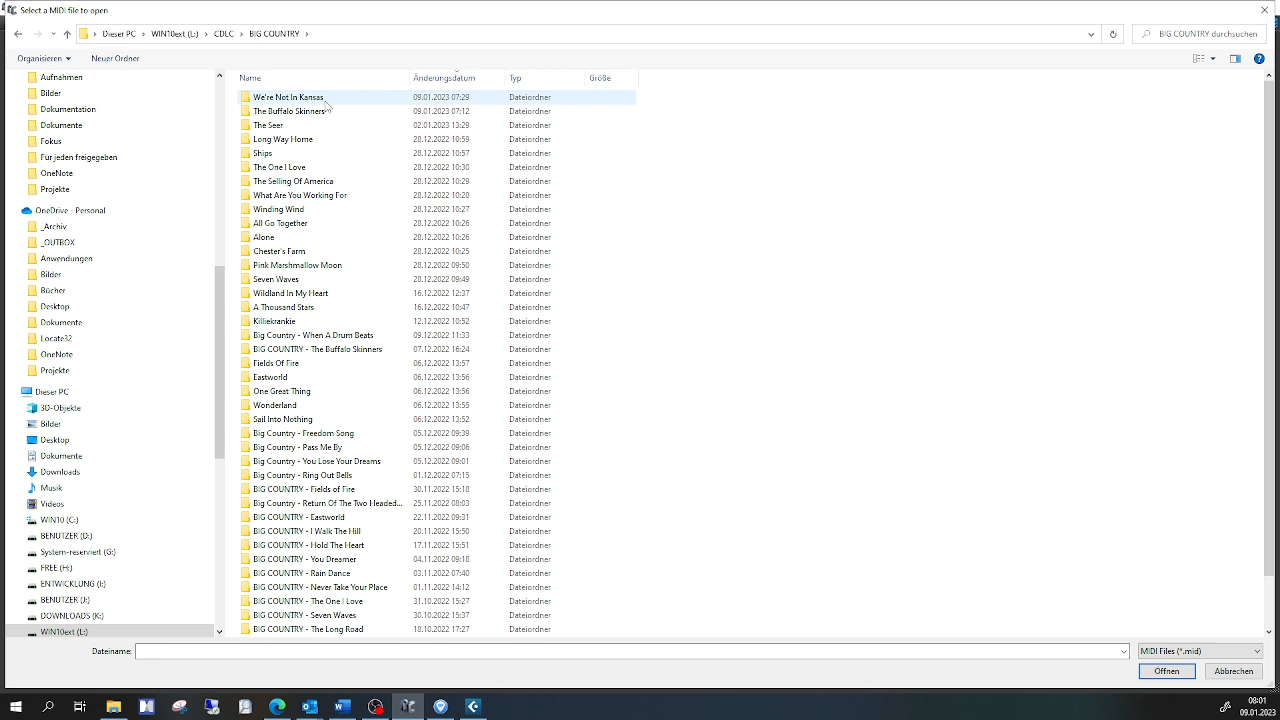 Select a MIDI file to open
Dieser PC › WIN10ext (L:) › CDLC › BIG COUNTRY ›
BIG COUNTRY durchsuchen
Organisieren
Neuer Ordner
Aufnahmen
Bilder
Dokumentation
Dokumente
Fokus
Für jeden freigegeben
OneNote
Projekte
OneDrive - Personal
_Archiv
_OUTBOX
Anwendungen
Bilder
Bücher
Desktop
Dokumente
Locate32
OneNote
Projekte
Dieser PC
3D-Objekte
Bilder
Desktop
Dokumente
Downloads
Musik
Videos
WIN10 (C:)
BENUTZER (D:)
System-reserviert (G:)
FREE (H:)
ENTWICKLUNG (I:)
BENUTZER (J:)
DOWNLOADS (K:)
WIN10ext (L:)
Name Änderungsdatum Typ Größe
We're Not In Kansas 09.01.2023 07:29 Dateiordner
The Buffalo Skinners 09.01.2023 07:12 Dateiordner
The Seer 02.01.2023 13:29 Dateiordner
Long Way Home 28.12.2022 10:59 Dateiordner
Ships 28.12.2022 10:57 Dateiordner
The One I Love 28.12.2022 10:30 Dateiordner
The Selling Of America 28.12.2022 10:29 Dateiordner
What Are You Working For 28.12.2022 10:28 Dateiordner
Winding Wind 28.12.2022 10:27 Dateiordner
All Go Together 28.12.2022 10:26 Dateiordner
Alone 28.12.2022 10:26 Dateiordner
Chester's Farm 28.12.2022 10:25 Dateiordner
Pink Marshmallow Moon 28.12.2022 09:50 Dateiordner
Seven Waves 28.12.2022 09:49 Dateiordner
Wildland In My Heart 16.12.2022 12:37 Dateiordner
A Thousand Stars 16.12.2022 10:47 Dateiordner
Killiekrankie 12.12.2022 10:52 Dateiordner
Big Country - When A Drum Beats 09.12.2022 11:33 Dateiordner
BIG COUNTRY - The Buffalo Skinners 07.12.2022 16:24 Dateiordner
Fields Of Fire 06.12.2022 13:57 Dateiordner
Eastworld 06.12.2022 13:56 Dateiordner
One Great Thing 06.12.2022 13:56 Dateiordner
Wonderland 06.12.2022 13:55 Dateiordner
Sail Into Nothing 06.12.2022 13:52 Dateiordner
Big Country - Freedom Song 05.12.2022 09:39 Dateiordner
Big Country - Pass Me By 05.12.2022 09:06 Dateiordner
Big Country - You Lose Your Dreams 05.12.2022 09:01 Dateiordner
Big Country - Ring Out Bells 01.12.2022 07:15 Dateiordner
BIG COUNTRY - Fields of Fire 30.11.2022 15:18 Dateiordner
Big Country - Return Of The Two Headed... 25.11.2022 08:03 Dateiordner
BIG COUNTRY - Eastworld 22.11.2022 09:31 Dateiordner
BIG COUNTRY - I Walk The Hill 20.11.2022 15:50 Dateiordner
BIG COUNTRY - Hold The Heart 17.11.2022 15:51 Dateiordner
BIG COUNTRY - You Dreamer 04.11.2022 09:18 Dateiordner
BIG COUNTRY - Rain Dance 03.11.2022 07:40 Dateiordner
BIG COUNTRY - Never Take Your Place 01.11.2022 14:12 Dateiordner
BIG COUNTRY - The One I Love 31.10.2022 15:27 Dateiordner
BIG COUNTRY - Seven Waves 30.10.2022 15:37 Dateiordner
BIG COUNTRY - The Long Road 18.10.2022 17:27 Dateiordner
Dateiname:
MIDI Files (*.mid)
Öffnen
Abbrechen
08:01
09.01.2023